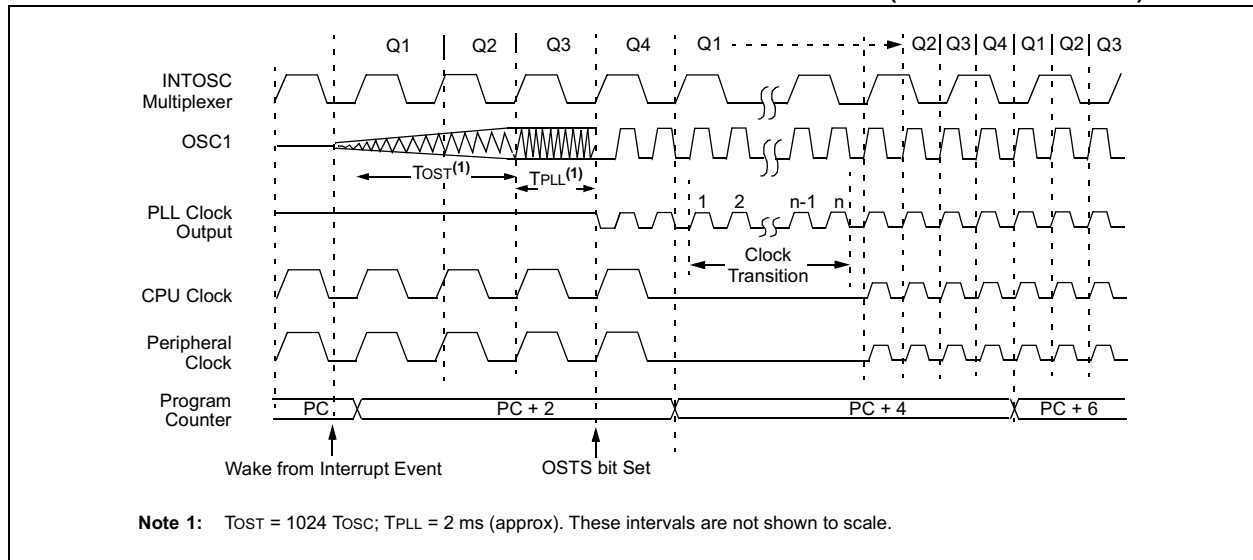 Q1 Q2 Q3 Q4 Q1 Q2 Q3 Q4 Q1 Q2 Q3
INTOSC
Multiplexer
OSC1
TOST(1)
TPLL(1)
1 2 n-1 n
PLL Clock
Output
Clock
Transition
CPU Clock
Peripheral
Clock
Program
Counter
PC PC + 2 PC + 4 PC + 6
Wake from Interrupt Event OSTS bit Set
Note 1: TOST = 1024 TOSC; TPLL = 2 ms (approx). These intervals are not shown to scale.